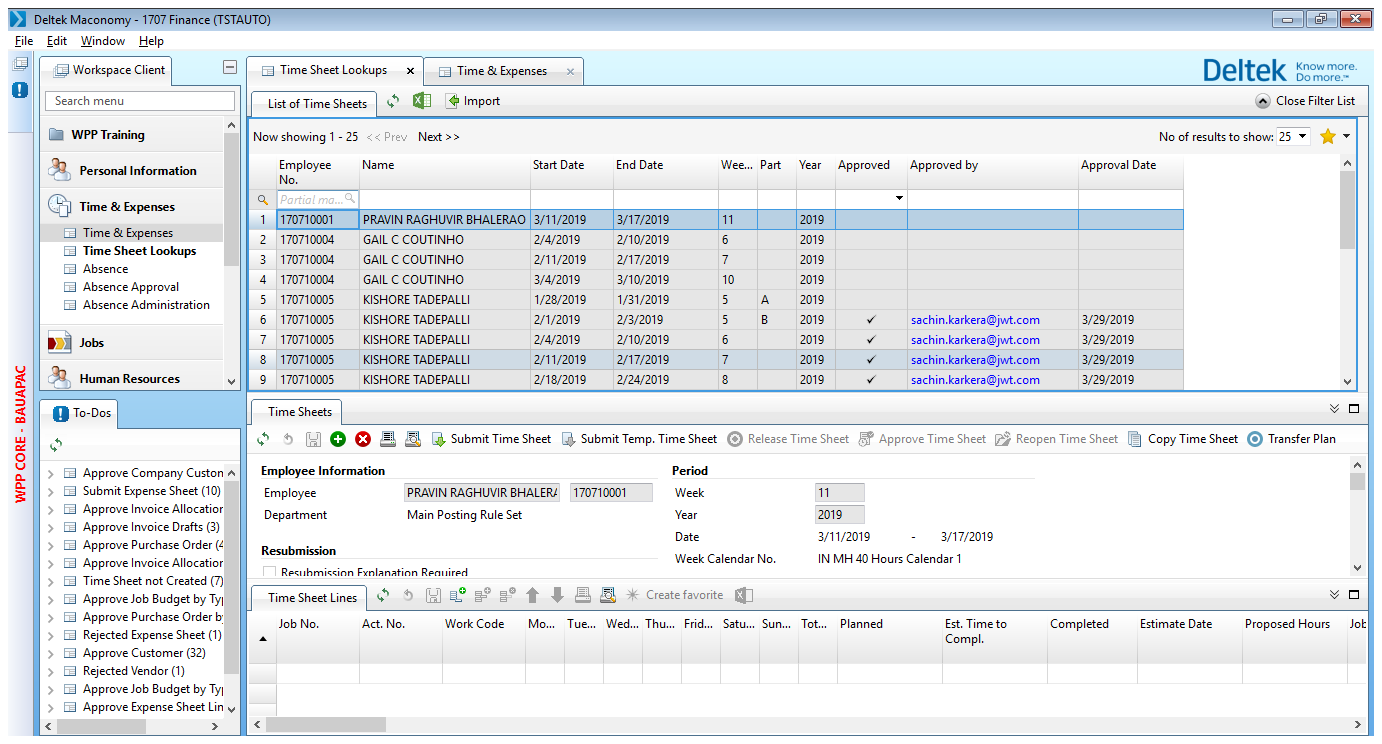 Deltek Maconomy - 1707 Finance (TSTAUTO)
File Edit Window Help
Workspace Client
Time Sheet Lookups
Time & Expenses
Deltek Know more. Do more.™
Search menu
List of Time Sheets Import Close Filter List
WPP Training
Personal Information
Time & Expenses
Time & Expenses
Time Sheet Lookups
Absence
Absence Approval
Absence Administration
Jobs
Human Resources
WPP CORE - BAUAPAC
Now showing 1 - 25 << Prev Next >> No of results to show: 25
Employee No. Name Start Date End Date Wee... Part Year Approved Approved by Approval Date
Partial ma...
1 170710001 PRAVIN RAGHUVIR BHALERAO 3/11/2019 3/17/2019 11 2019
2 170710004 GAIL C COUTINHO 2/4/2019 2/10/2019 6 2019
3 170710004 GAIL C COUTINHO 2/11/2019 2/17/2019 7 2019
4 170710004 GAIL C COUTINHO 3/4/2019 3/10/2019 10 2019
5 170710005 KISHORE TADEPALLI 1/28/2019 1/31/2019 5 A 2019
6 170710005 KISHORE TADEPALLI 2/1/2019 2/3/2019 5 B 2019 ✓ sachin.karkera@jwt.com 3/29/2019
7 170710005 KISHORE TADEPALLI 2/4/2019 2/10/2019 6 2019 ✓ sachin.karkera@jwt.com 3/29/2019
8 170710005 KISHORE TADEPALLI 2/11/2019 2/17/2019 7 2019 ✓ sachin.karkera@jwt.com 3/29/2019
9 170710005 KISHORE TADEPALLI 2/18/2019 2/24/2019 8 2019 ✓ sachin.karkera@jwt.com 3/29/2019
To-Dos
Approve Company Custon
Submit Expense Sheet (10)
Approve Invoice Allocation
Approve Invoice Drafts (3)
Approve Purchase Order (4
Approve Invoice Allocation
Time Sheet not Created (7)
Approve Job Budget by Typ
Approve Purchase Order by
Rejected Expense Sheet (1)
Approve Customer (32)
Rejected Vendor (1)
Approve Job Budget by Typ
Approve Expense Sheet Lin
Time Sheets
Submit Time Sheet Submit Temp. Time Sheet Release Time Sheet Approve Time Sheet Reopen Time Sheet Copy Time Sheet Transfer Plan
Employee Information Period
Employee PRAVIN RAGHUVIR BHALERA 170710001 Week 11
Department Main Posting Rule Set Year 2019
Date 3/11/2019 - 3/17/2019
Resubmission
Week Calendar No. IN MH 40 Hours Calendar 1
Resubmission Explanation Required
Time Sheet Lines Create favorite
Job No. Act. No. Work Code Mo... Tue... Wed... Thu... Frid... Satu... Sun... Tot... Planned Est. Time to Compl. Completed Estimate Date Proposed Hours Job